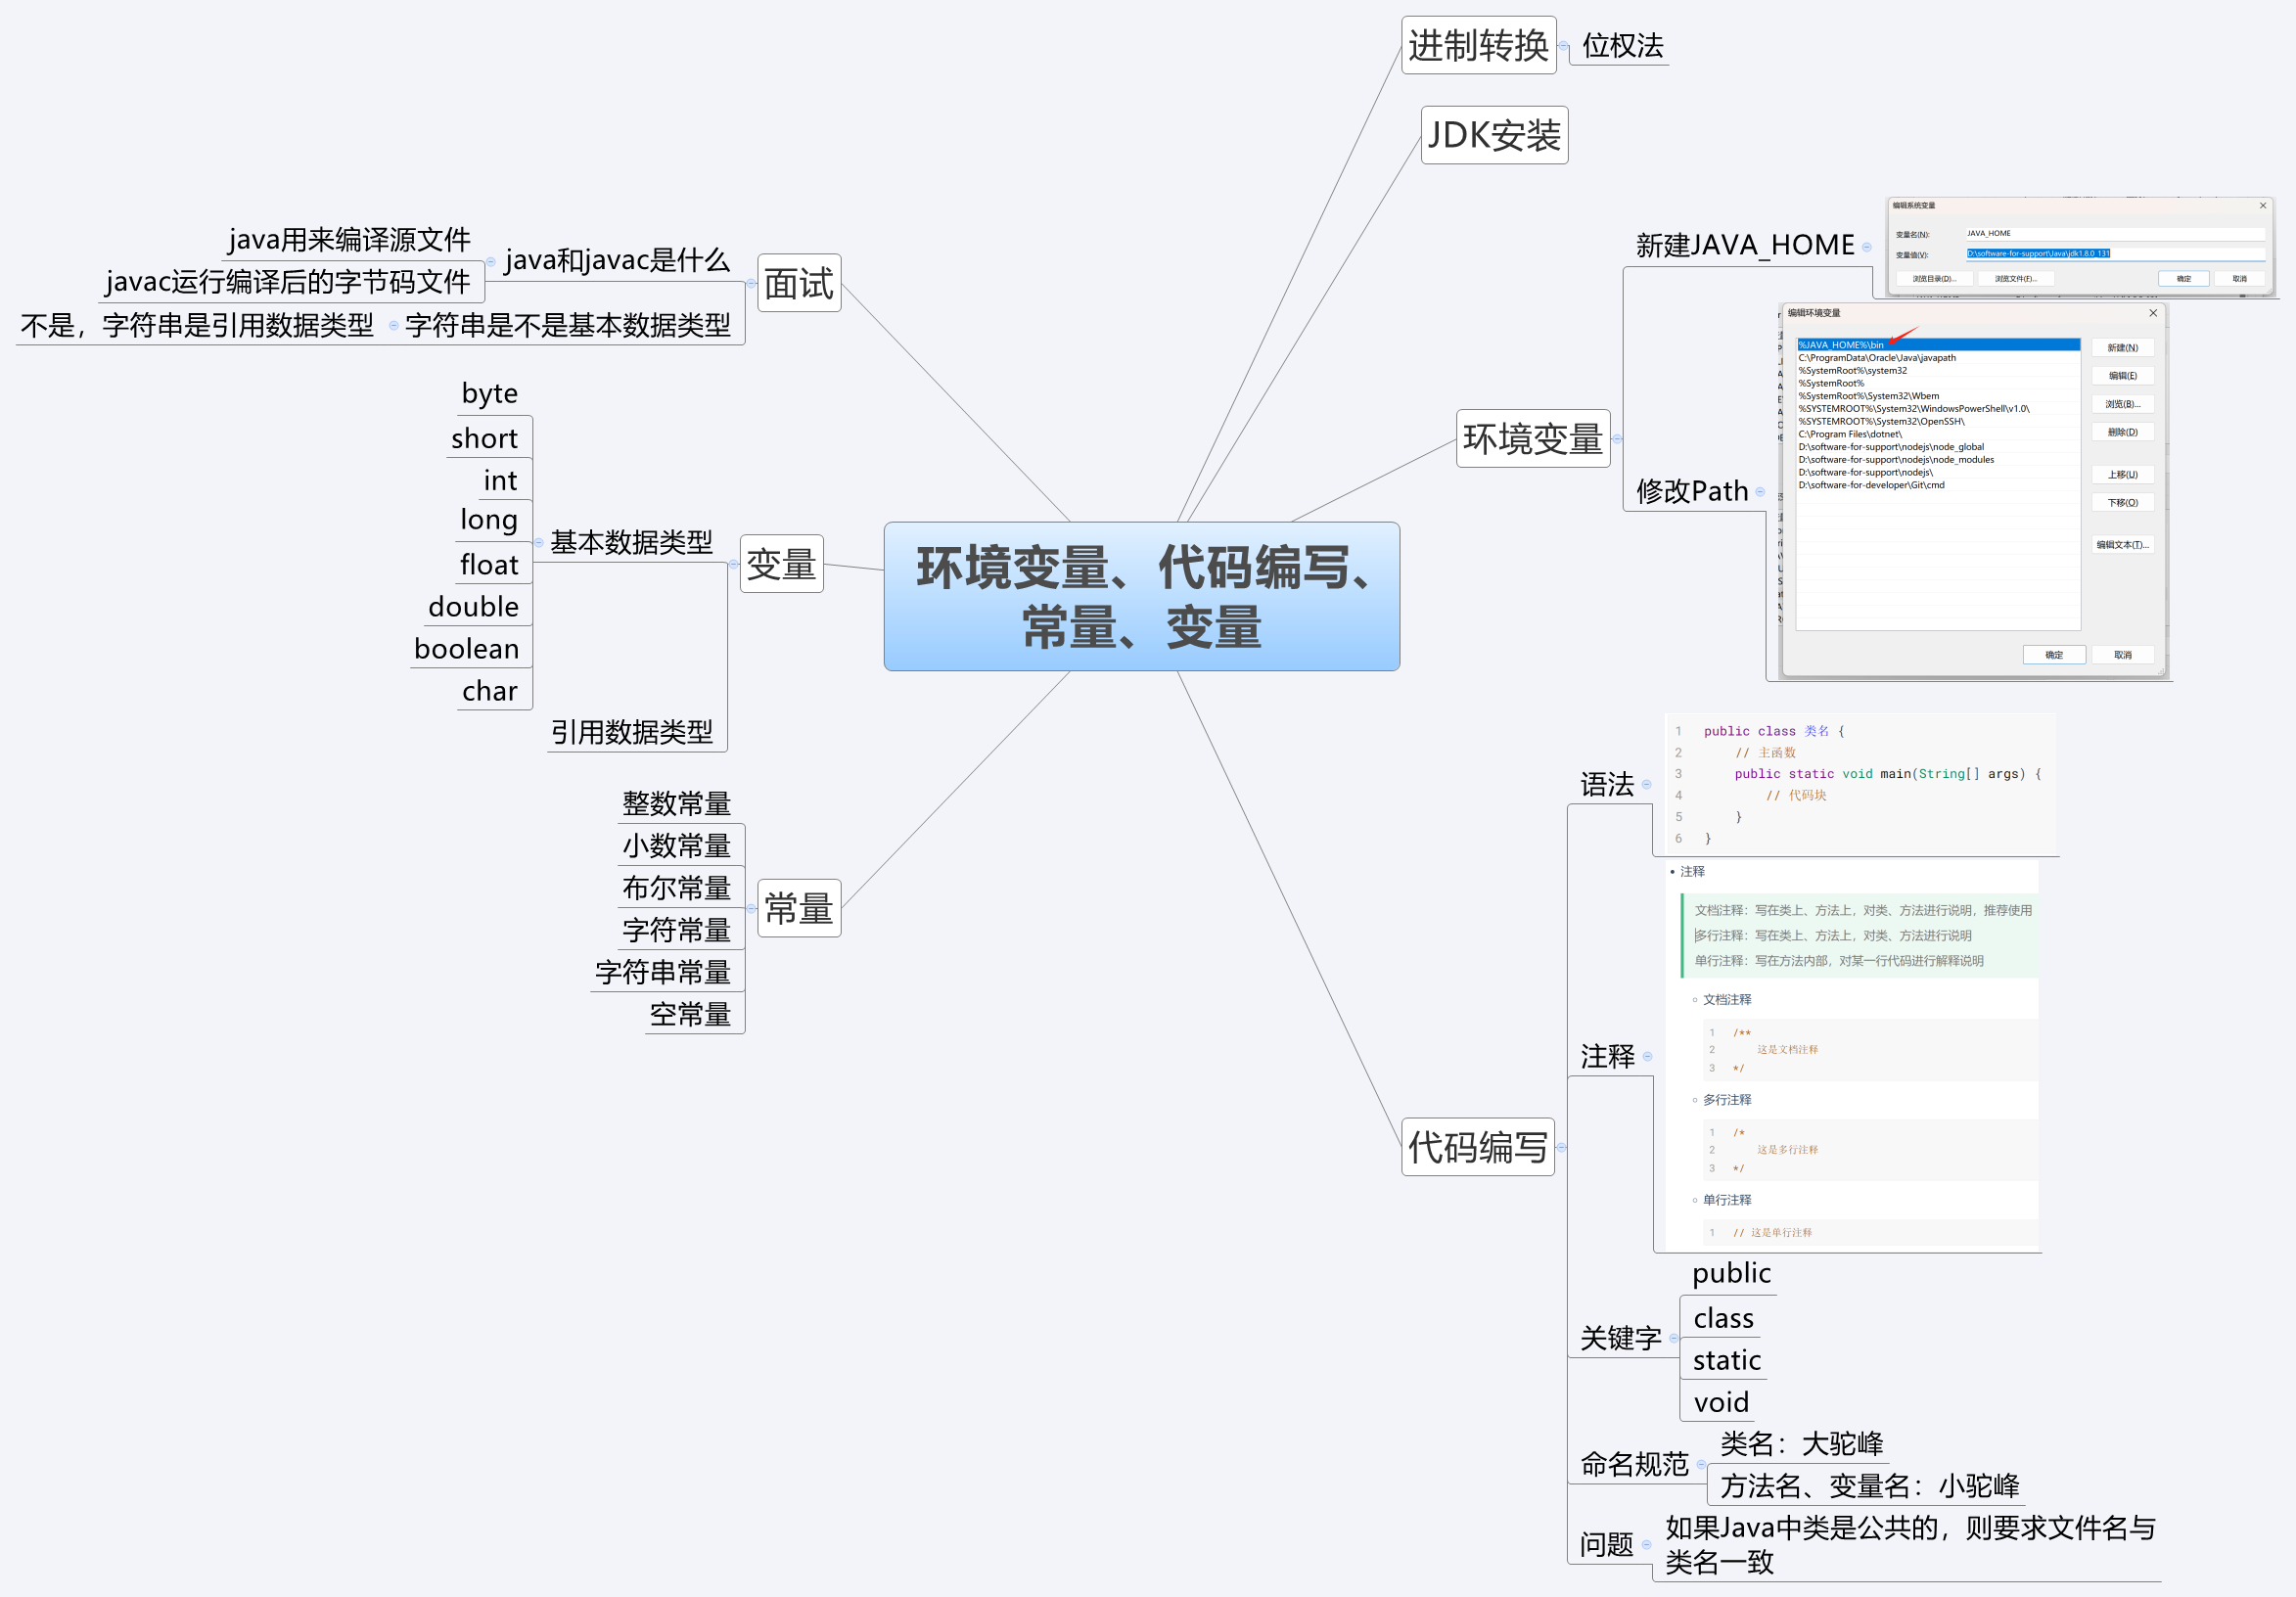 环境变量、代码编写、
常量、变量
进制转换
位权法
JDK安装
环境变量
新建JAVA_HOME
编辑系统变量
变量名(N):
JAVA_HOME
变量值(V):
D:\software-for-support\Java\jdk1.8.0_131
浏览目录(D)...
浏览文件(F)...
确定
取消
修改Path
编辑环境变量
%JAVA_HOME%\bin
C:\ProgramData\Oracle\Java\javapath
%SystemRoot%\system32
%SystemRoot%
%SystemRoot%\System32\Wbem
%SYSTEMROOT%\System32\WindowsPowerShell\v1.0\
%SYSTEMROOT%\System32\OpenSSH\
C:\Program Files\dotnet\
D:\software-for-support\nodejs\node_global
D:\software-for-support\nodejs\node_modules
D:\software-for-support\nodejs\
D:\software-for-developer\Git\cmd
新建(N)
编辑(E)
浏览(B)...
删除(D)
上移(U)
下移(O)
编辑文本(T)...
确定
取消
代码编写
语法
1 public class 类名 {
2 // 主函数
3 public static void main(String[] args) {
4 // 代码块
5 }
6 }
注释
• 注释
文档注释：写在类上、方法上，对类、方法进行说明，推荐使用
多行注释：写在类上、方法上，对类、方法进行说明
单行注释：写在方法内部，对某一行代码进行解释说明
文档注释
1 /**
2 这是文档注释
3 */
多行注释
1 /*
2 这是多行注释
3 */
单行注释
1 // 这是单行注释
关键字
public
class
static
void
命名规范
类名：大驼峰
方法名、变量名：小驼峰
问题
如果Java中类是公共的，则要求文件名与
类名一致
面试
java和javac是什么
java用来编译源文件
javac运行编译后的字节码文件
字符串是不是基本数据类型
不是，字符串是引用数据类型
变量
基本数据类型
byte
short
int
long
float
double
boolean
char
引用数据类型
常量
整数常量
小数常量
布尔常量
字符常量
字符串常量
空常量